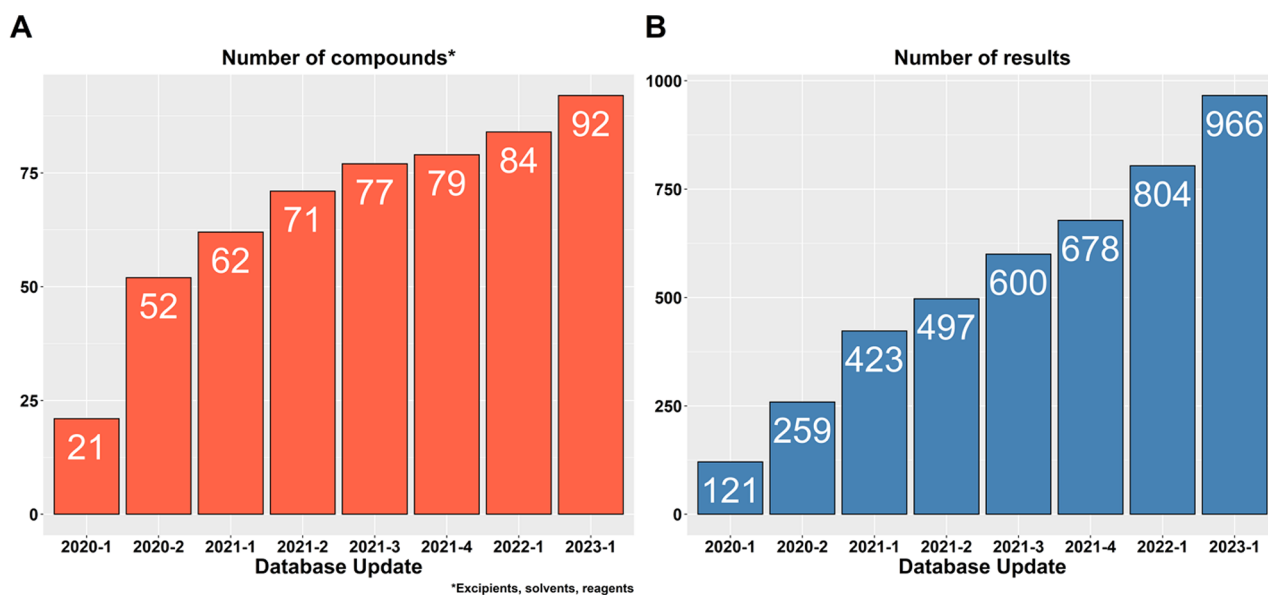 A
Number of compounds*
75
50
25
0
21
52
62
71
77
79
84
92
2020-1 2020-2 2021-1 2021-2 2021-3 2021-4 2022-1 2023-1
Database Update
*Excipients, solvents, reagents
B
Number of results
1000
750
500
250
0
121
259
423
497
600
678
804
966
2020-1 2020-2 2021-1 2021-2 2021-3 2021-4 2022-1 2023-1
Database Update